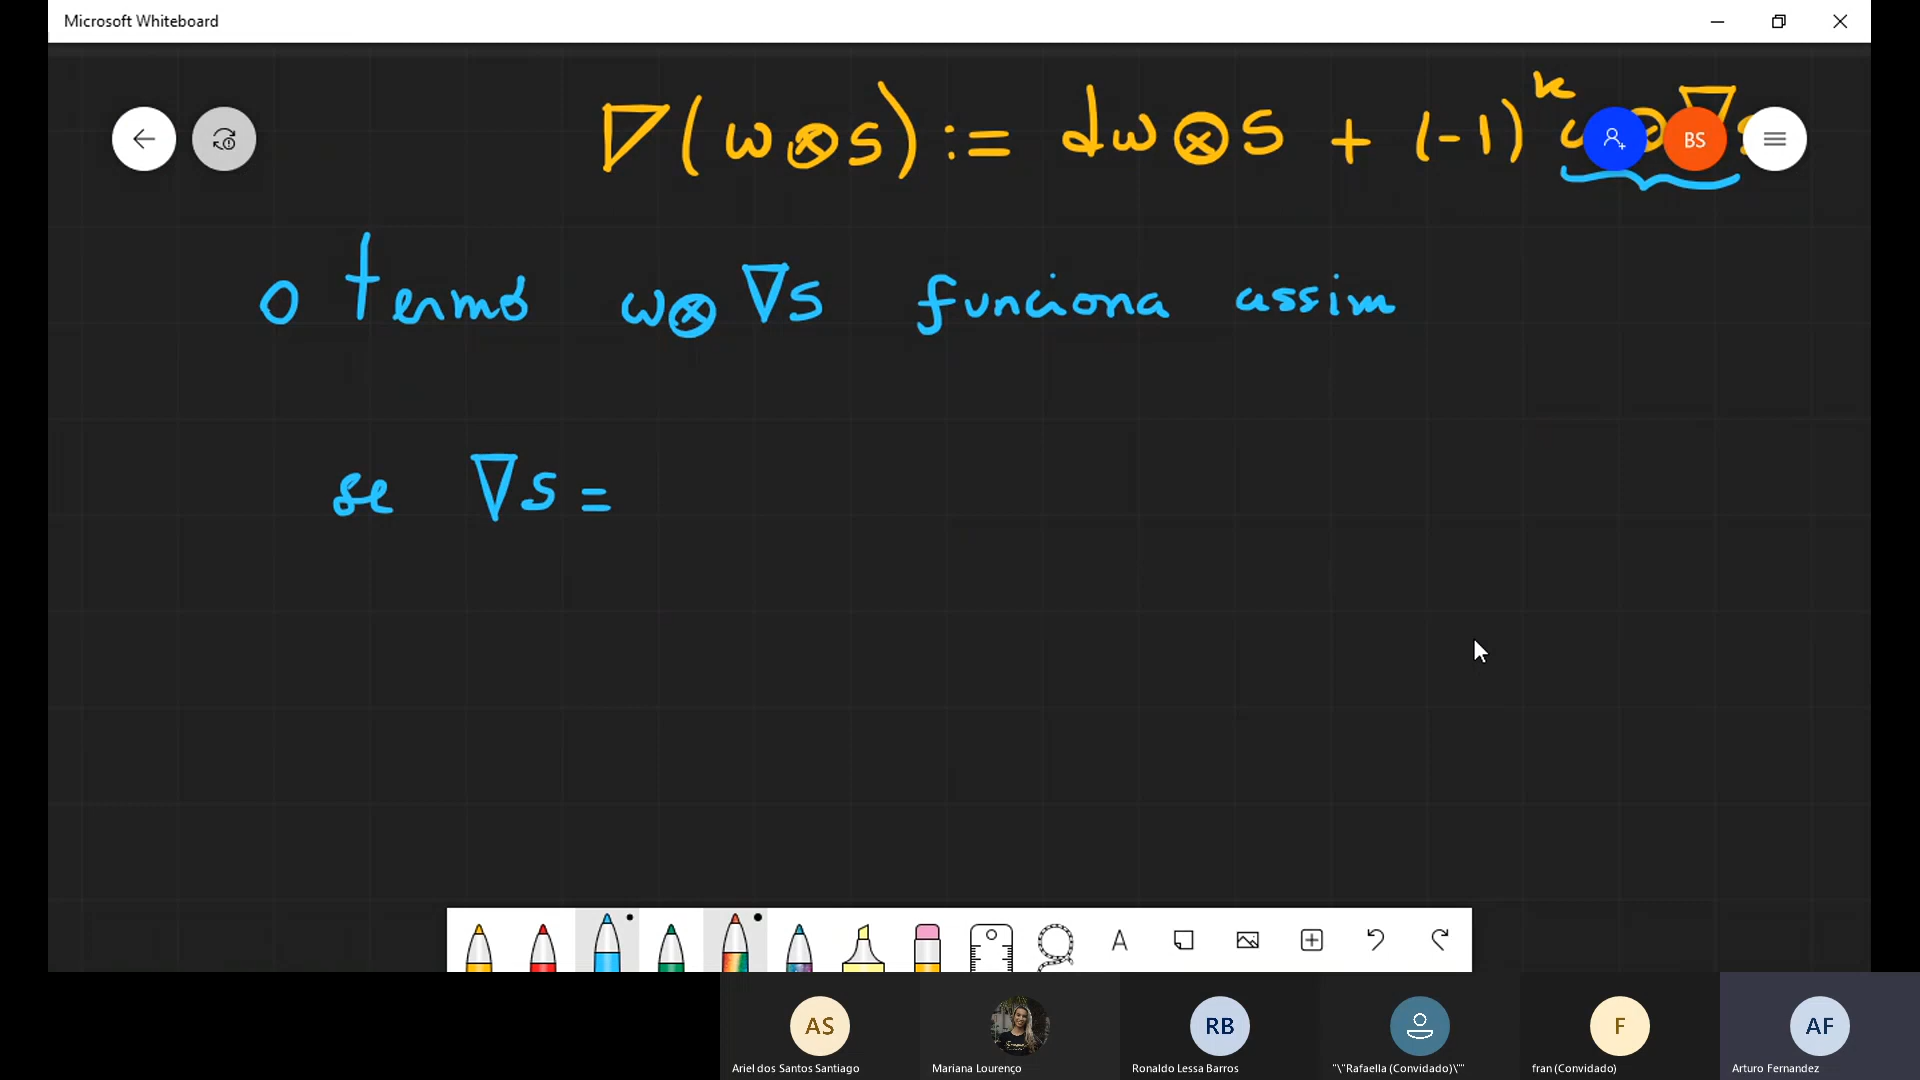 Microsoft Whiteboard
∇(ω⊗s) := dω⊗s + (-1)^k ω⊗∇s
BS
o termo ω⊗∇s funciona assim
se ∇s =
A
AS
RB
F
AF
Ariel dos Santos Santiago
Mariana Lourenço
Ronaldo Lessa Barros
"\"Rafaella (Convidado)\""
fran (Convidado)
Arturo Fernandez